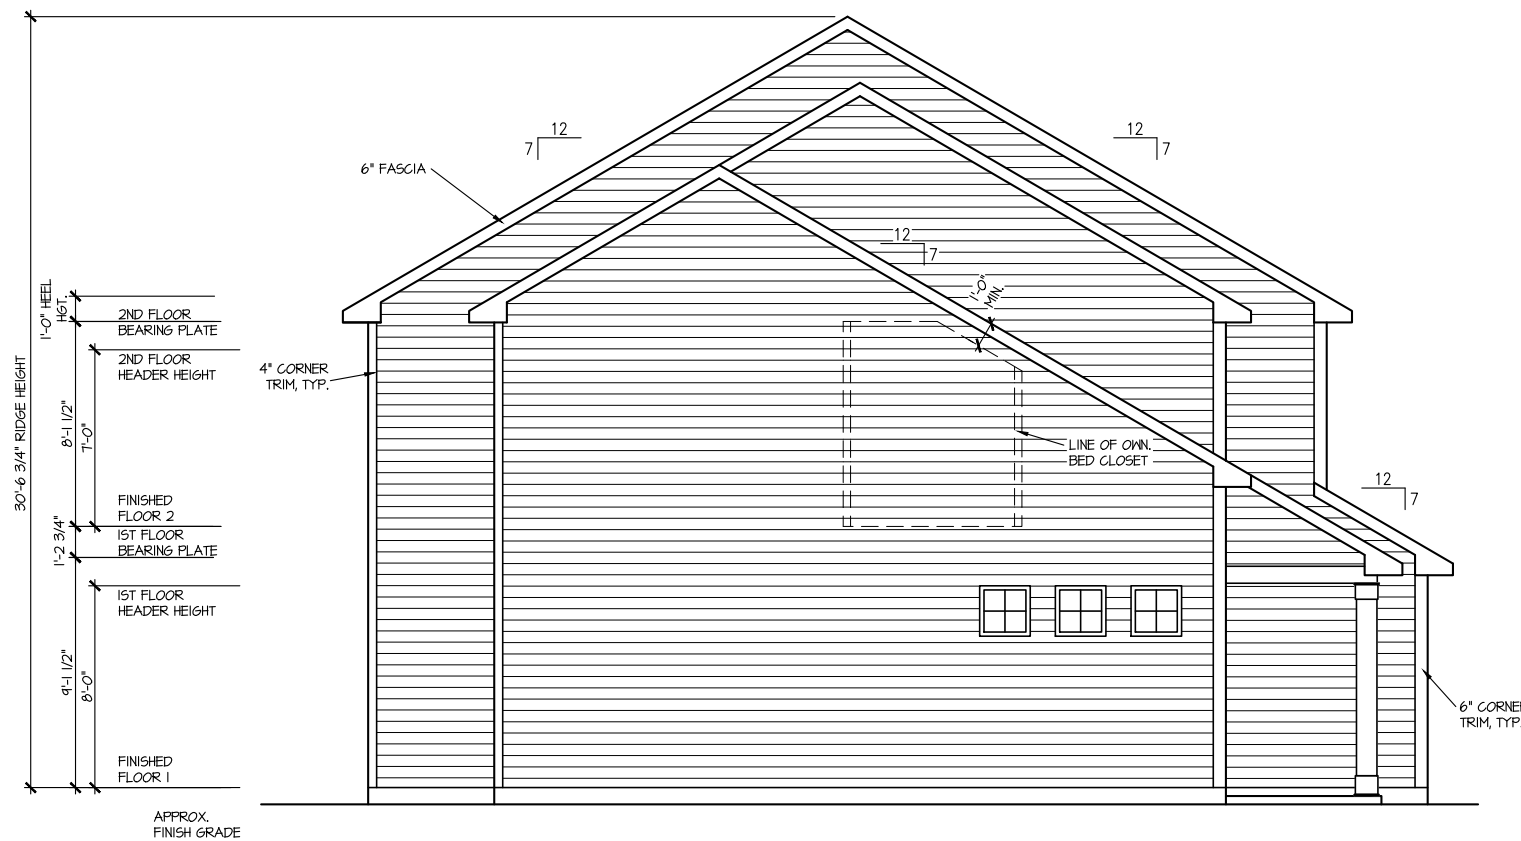 12
7
12
7
6" FASCIA
12
7
1'-0"
MIN.
1'-0" HEEL
HGT.
2ND FLOOR
BEARING PLATE
2ND FLOOR
HEADER HEIGHT
4" CORNER
TRIM, TYP.
30'-6 3/4" RIDGE HEIGHT
8'-1 1/2"
7'-0"
LINE OF OWN.
BED CLOSET
12
7
FINISHED
FLOOR 2
1'-2 3/4"
1ST FLOOR
BEARING PLATE
1ST FLOOR
HEADER HEIGHT
9'-1 1/2"
8'-0"
6" CORNE
TRIM, TYP.
FINISHED
FLOOR 1
APPROX.
FINISH GRADE